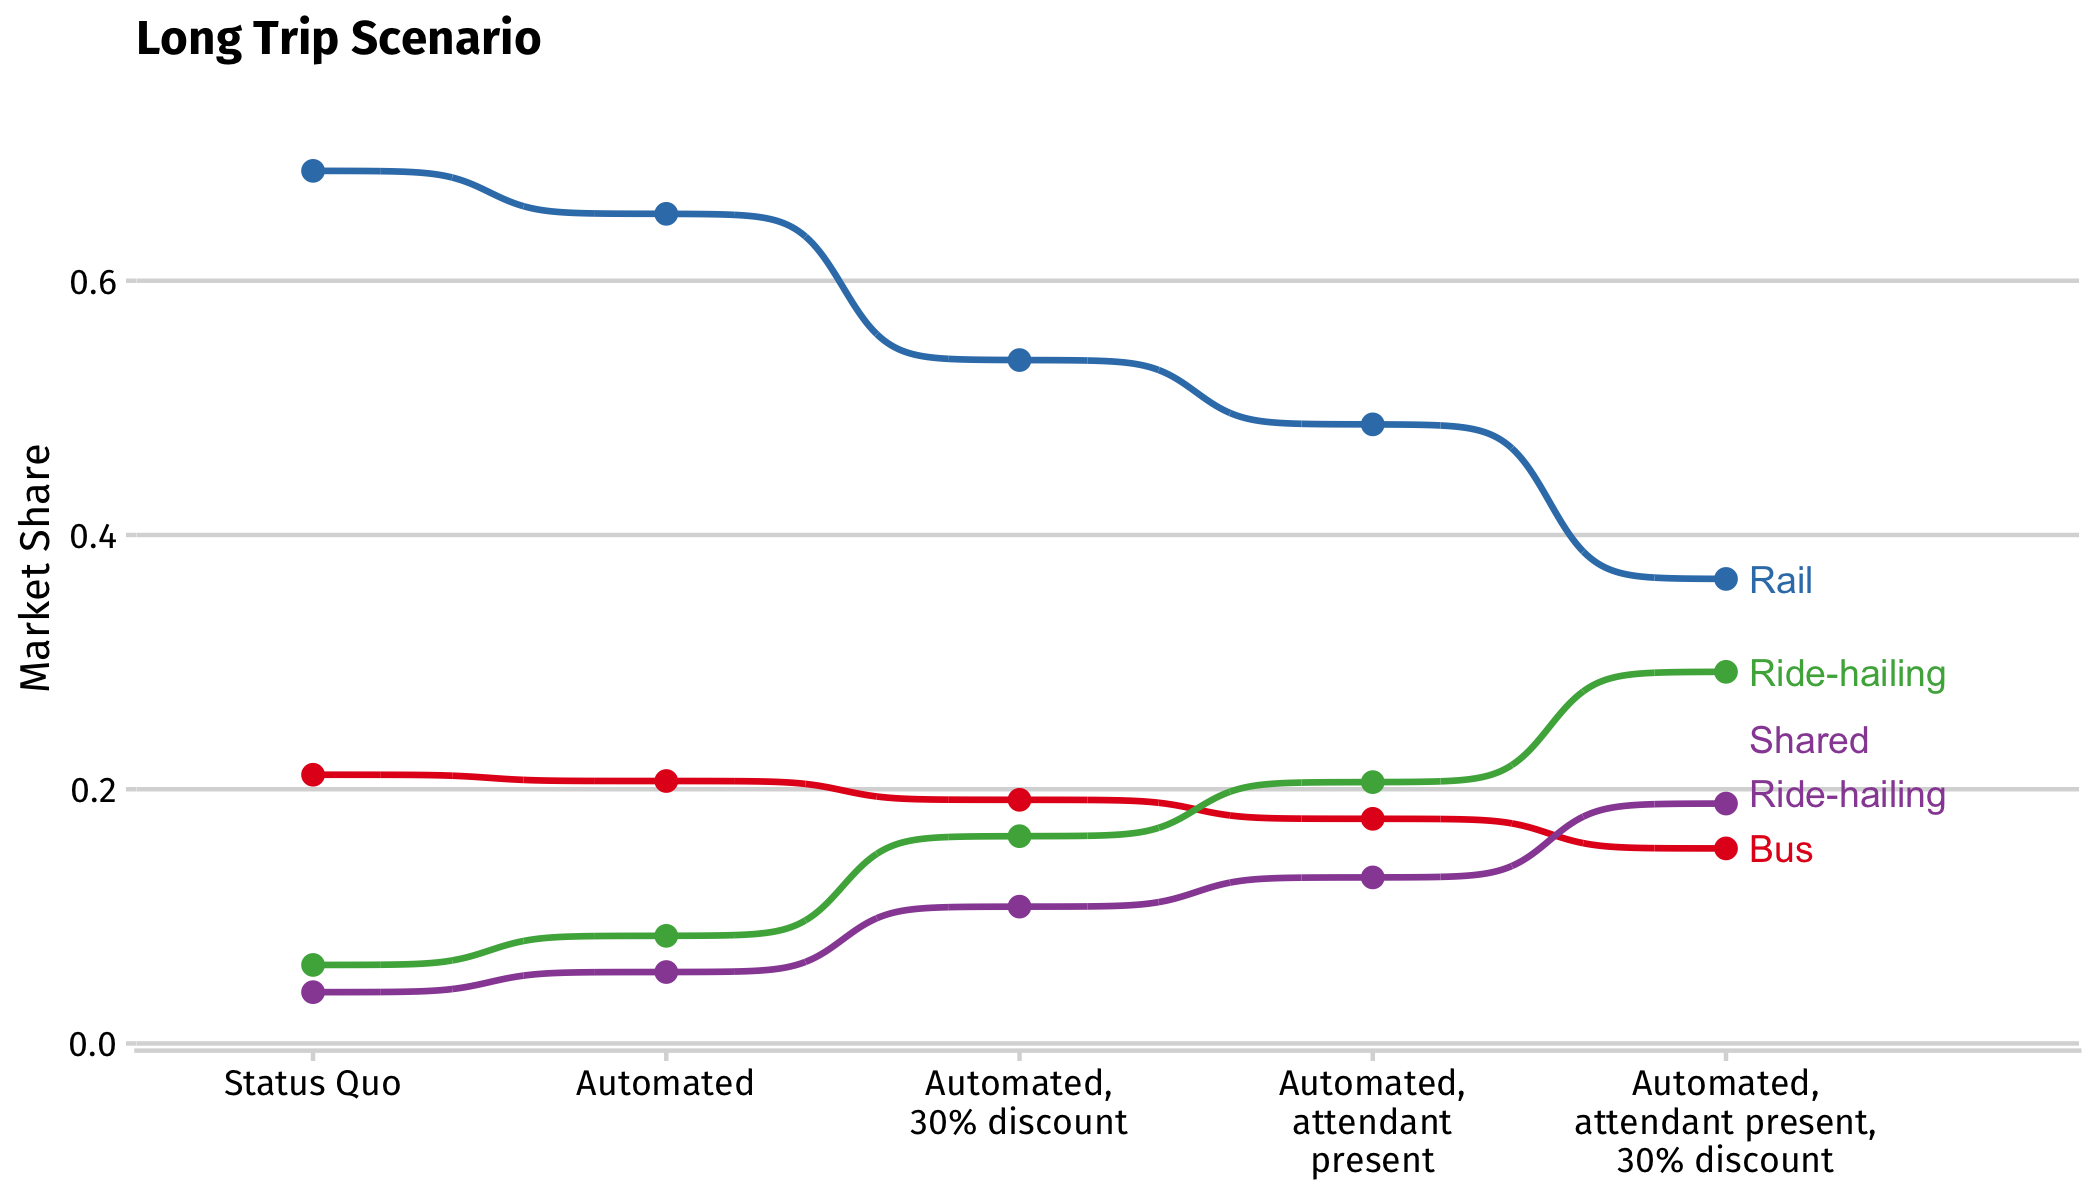 Long Trip Scenario
Market Share
0.6
0.4
0.2
0.0
Rail
Ride-hailing
Shared
Ride-hailing
Bus
Status Quo
Automated
Automated,
30% discount
Automated,
attendant
present
Automated,
attendant present,
30% discount